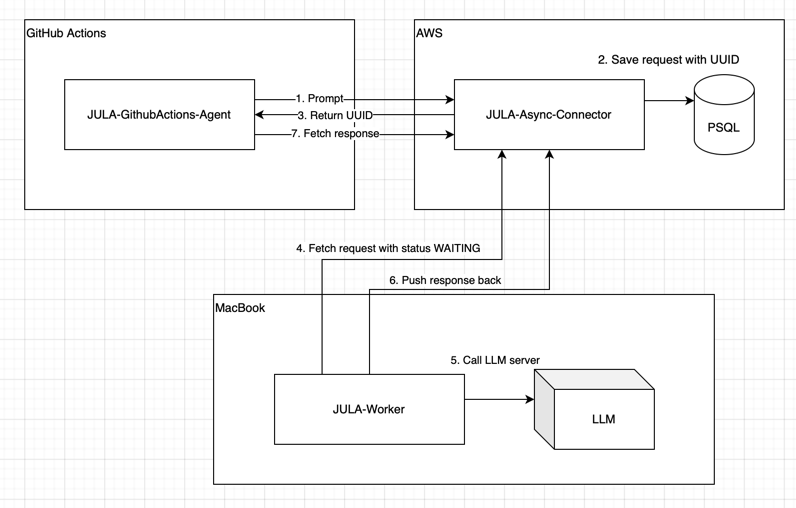 GitHub Actions
AWS
2. Save request with UUID
JULA-GithubActions-Agent
1. Prompt
3. Return UUID
7. Fetch response
JULA-Async-Connector
PSQL
4. Fetch request with status WAITING
6. Push response back
MacBook
5. Call LLM server
JULA-Worker
LLM